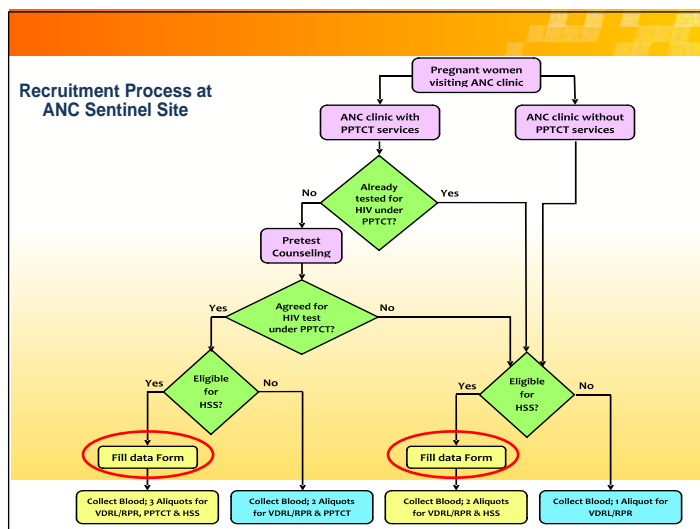 Recruitment Process at
ANC Sentinel Site
Pregnant women
visiting ANC clinic
ANC clinic with
PPTCT services
ANC clinic without
PPTCT services
Already
tested for
HIV under
PPTCT?
No
Yes
Pretest
Counseling
Agreed for
HIV test
under PPTCT?
Yes
No
Eligible
for
HSS?
Yes
No
Eligible
for
HSS?
Yes
No
Fill data Form
Fill data Form
Collect Blood; 3 Aliquots for
VDRL/RPR, PPTCT & HSS
Collect Blood; 2 Aliquots
for VDRL/RPR & PPTCT
Collect Blood; 2 Aliquots
for VDRL/RPR & HSS
Collect Blood; 1 Aliquot for
VDRL/RPR